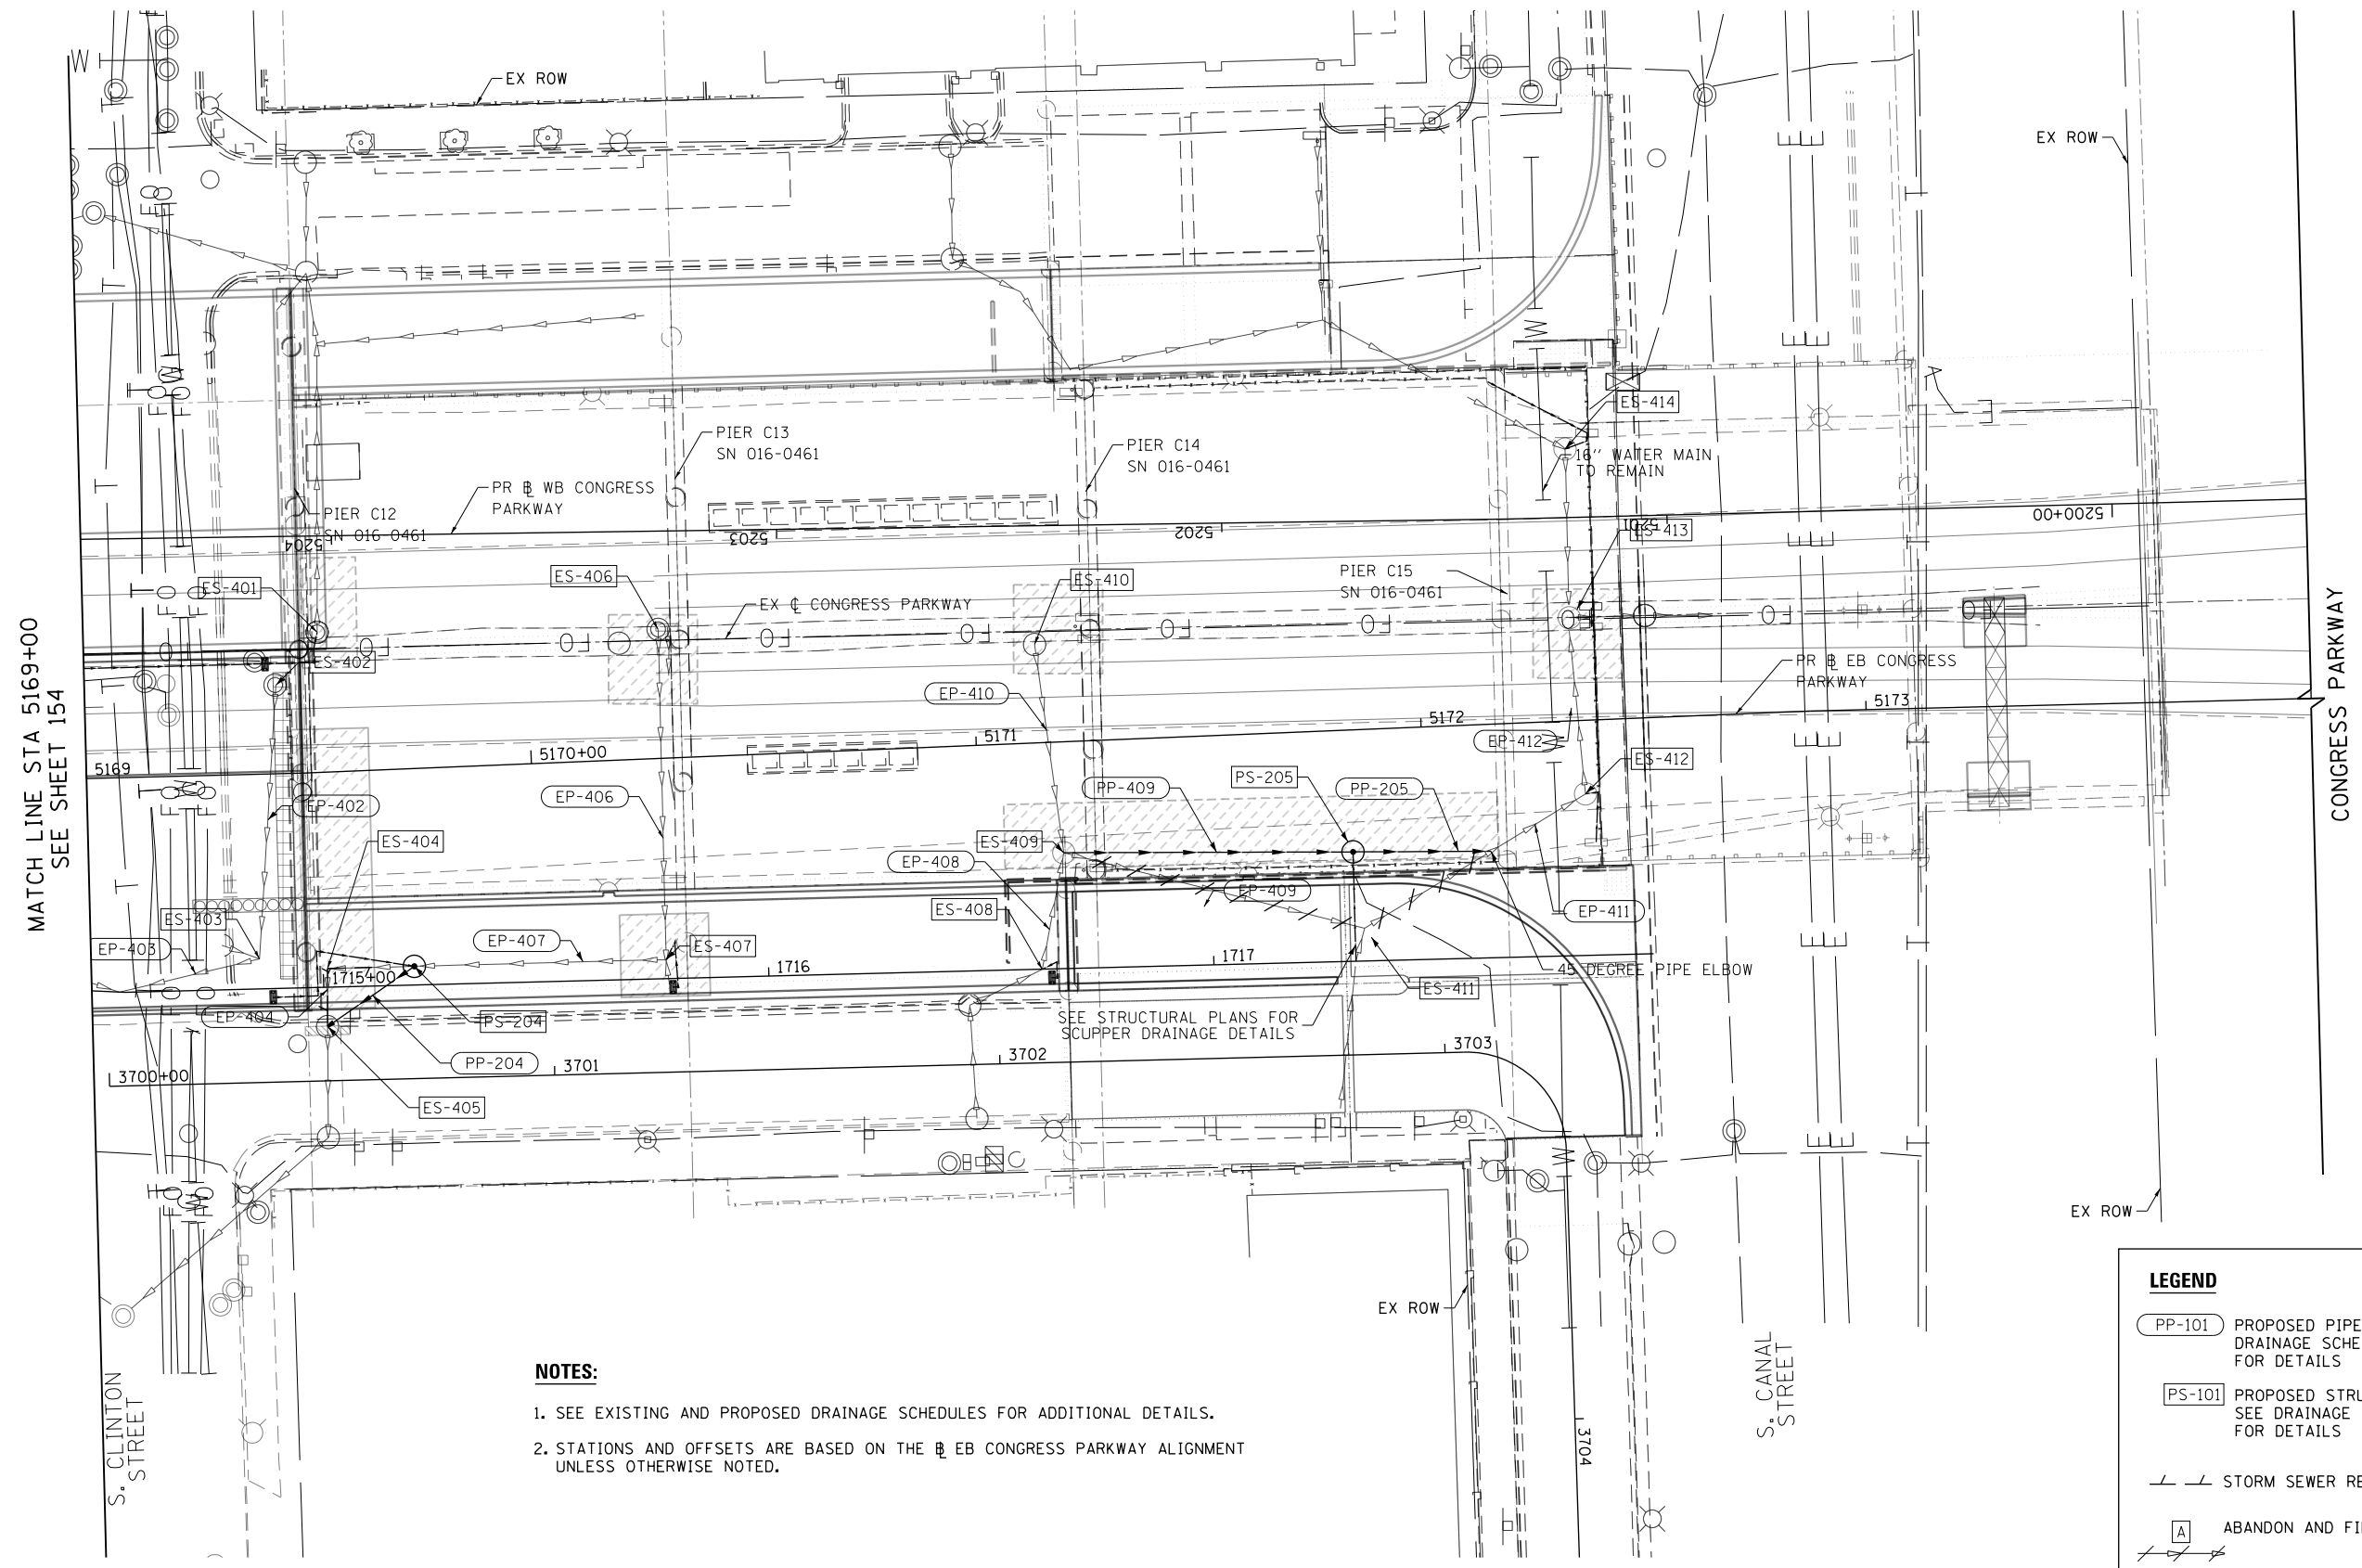 EX ROW
EX ROW
ES-414
PIER C13
SN 016-0461
PIER C14
SN 016-0461
16" WATER MAIN
TO REMAIN
PR BL WB CONGRESS
PARKWAY
PIER C12
SN 016-0461
5204
5203
5202
5201
5200+00
ES-413
ES-401
ES-406
ES-410
PIER C15
SN 016-0461
EX CL CONGRESS PARKWAY
ES-402
PR BL EB CONGRESS
PARKWAY
EP-410
MATCH LINE STA 5169+00
SEE SHEET 154
CONGRESS PARKWAY
5169
5170+00
5171
5172
5173
EP-412
ES-412
PS-205
PP-409
PP-205
EP-406
EP-402
ES-404
ES-409
EP-408
EP-409
ES-403
ES-408
EP-411
EP-403
EP-407
ES-407
1715+00
1716
1717
45 DEGREE PIPE ELBOW
ES-411
EP-404
PS-204
SEE STRUCTURAL PLANS FOR
SCUPPER DRAINAGE DETAILS
PP-204
3700+00
3701
3702
3703
ES-405
EX ROW
EX ROW
3704
S. CLINTON
STREET
S. CANAL
STREET
NOTES:
1. SEE EXISTING AND PROPOSED DRAINAGE SCHEDULES FOR ADDITIONAL DETAILS.
2. STATIONS AND OFFSETS ARE BASED ON THE BL EB CONGRESS PARKWAY ALIGNMENT
UNLESS OTHERWISE NOTED.
LEGEND
PP-101 PROPOSED PIPE
DRAINAGE SCHE
FOR DETAILS
PS-101 PROPOSED STRU
SEE DRAINAGE
FOR DETAILS
STORM SEWER RE
A ABANDON AND FI